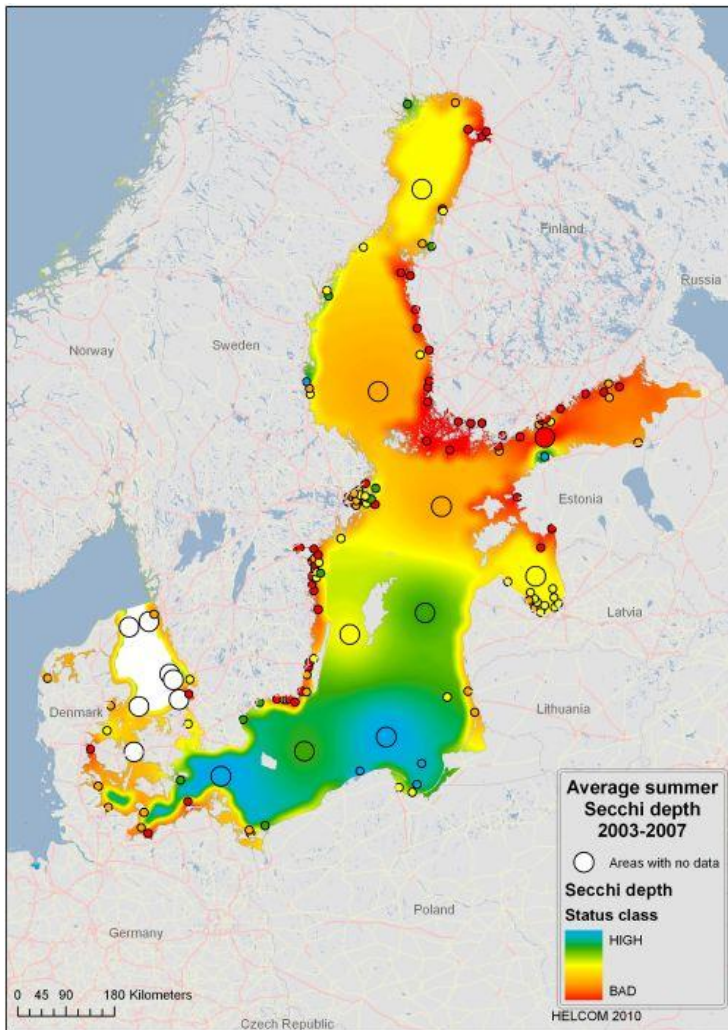 Finland
Russia
Norway
Sweden
Estonia
Latvia
Denmark
Lithuania
Average summer
Secchi depth
2003-2007
Areas with no data
Secchi depth
Status class
HIGH
BAD
Poland
Germany
0 45 90 180 Kilometers
HELCOM 2010
Czech Republic